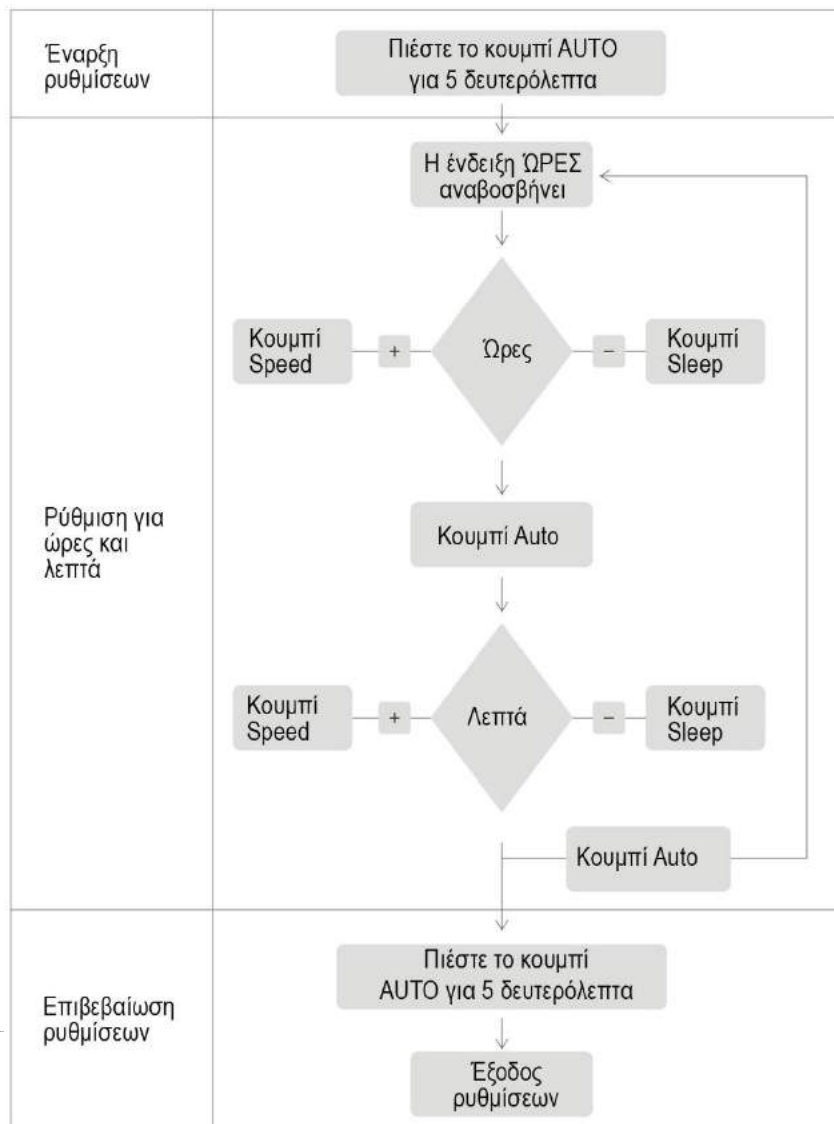 Έναρξη
ρυθμίσεων
Πιέστε το κουμπί AUTO
για 5 δευτερόλεπτα
Ρύθμιση για
ώρες και
λεπτά
Η ένδειξη ΏΡΕΣ
αναβοσβήνει
Κουμπί
Speed
+
Ώρες
–
Κουμπί
Sleep
Κουμπί Auto
Κουμπί
Speed
+
Λεπτά
–
Κουμπί
Sleep
Κουμπί Auto
Επιβεβαίωση
ρυθμίσεων
Πιέστε το κουμπί
AUTO για 5 δευτερόλεπτα
Έξοδος
ρυθμίσεων